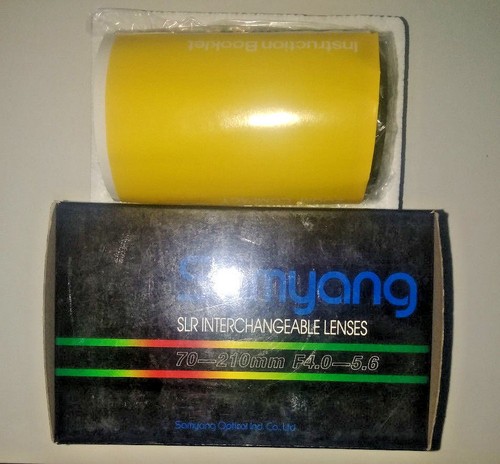 Instruction Booklet
Samyang
SLR INTERCHANGEABLE LENSES
70—210mm F4.0—5.6
Samyang Optical Ind. Co., Ltd.